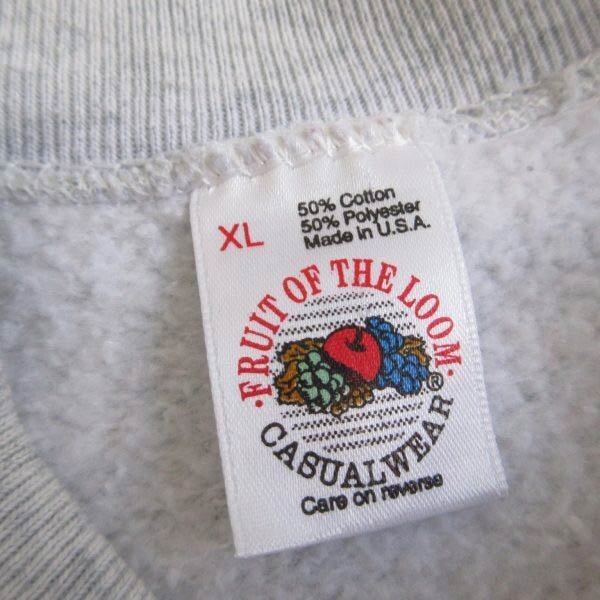 XL
50% Cotton
50% Polyester
Made in U.S.A.
·FRUIT OF THE LOOM·
CASUALWEAR®
Care on reverse